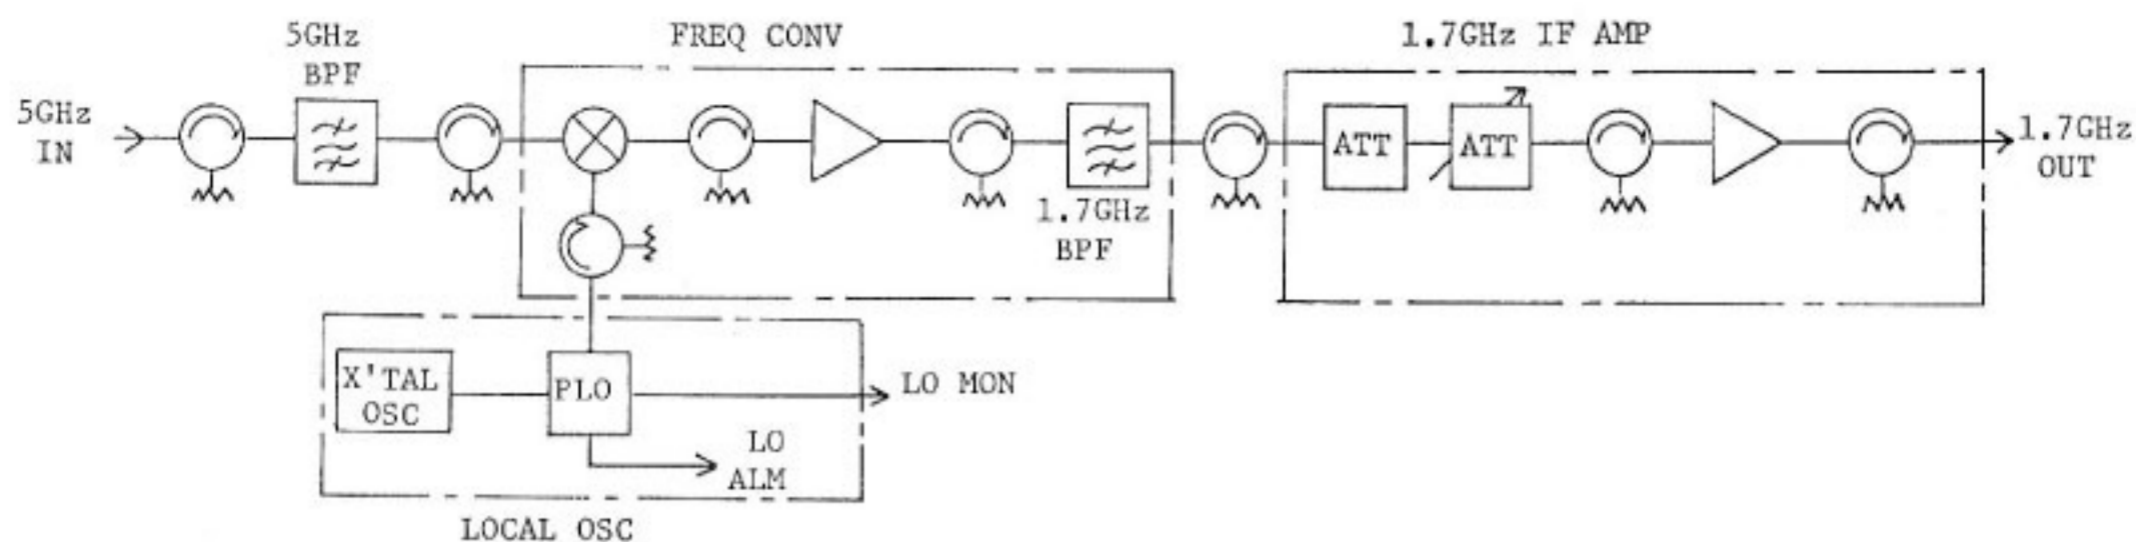 5GHz
BPF
FREQ CONV
1.7GHz IF AMP
5GHz
IN
ATT
ATT
1.7GHz
OUT
1.7GHz
BPF
X'TAL
OSC
PLO
LO MON
LO
ALM
LOCAL OSC